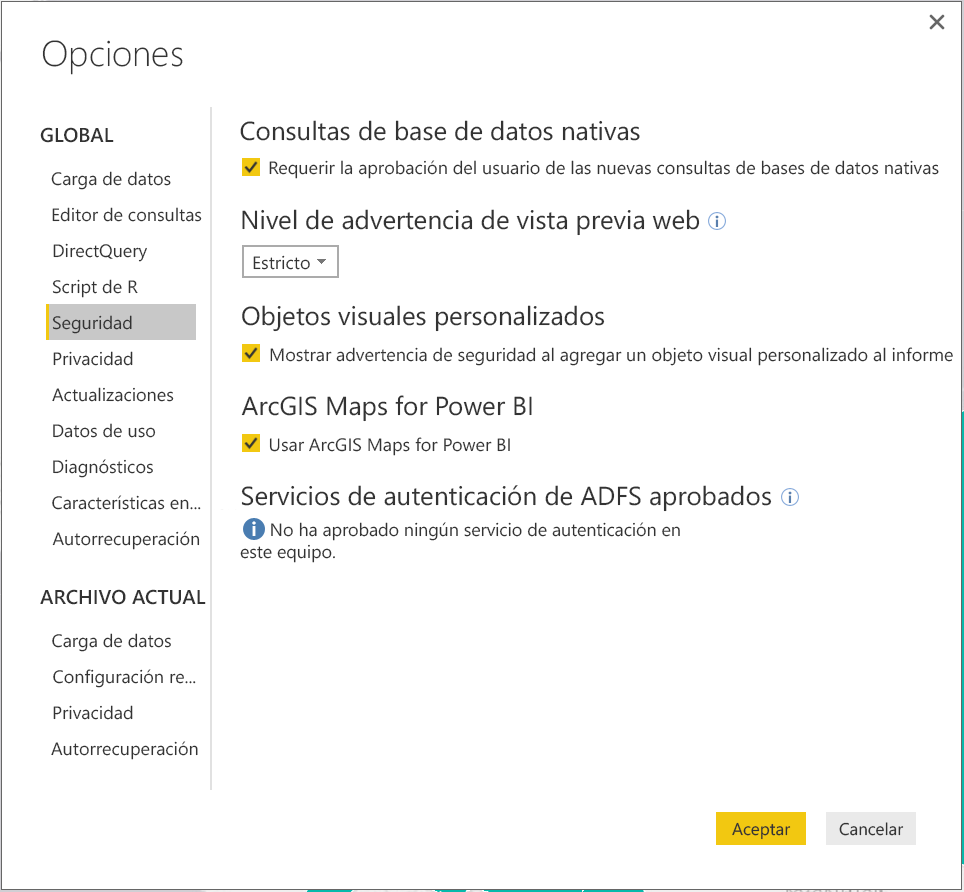 Opciones
GLOBAL
Carga de datos
Editor de consultas
DirectQuery
Script de R
Seguridad
Privacidad
Actualizaciones
Datos de uso
Diagnósticos
Características en...
Autorrecuperación
ARCHIVO ACTUAL
Carga de datos
Configuración re...
Privacidad
Autorrecuperación
Consultas de base de datos nativas
Requerir la aprobación del usuario de las nuevas consultas de bases de datos nativas
Nivel de advertencia de vista previa web
Estricto
Objetos visuales personalizados
Mostrar advertencia de seguridad al agregar un objeto visual personalizado al informe
ArcGIS Maps for Power BI
Usar ArcGIS Maps for Power BI
Servicios de autenticación de ADFS aprobados
No ha aprobado ningún servicio de autenticación en
este equipo.
Aceptar
Cancelar